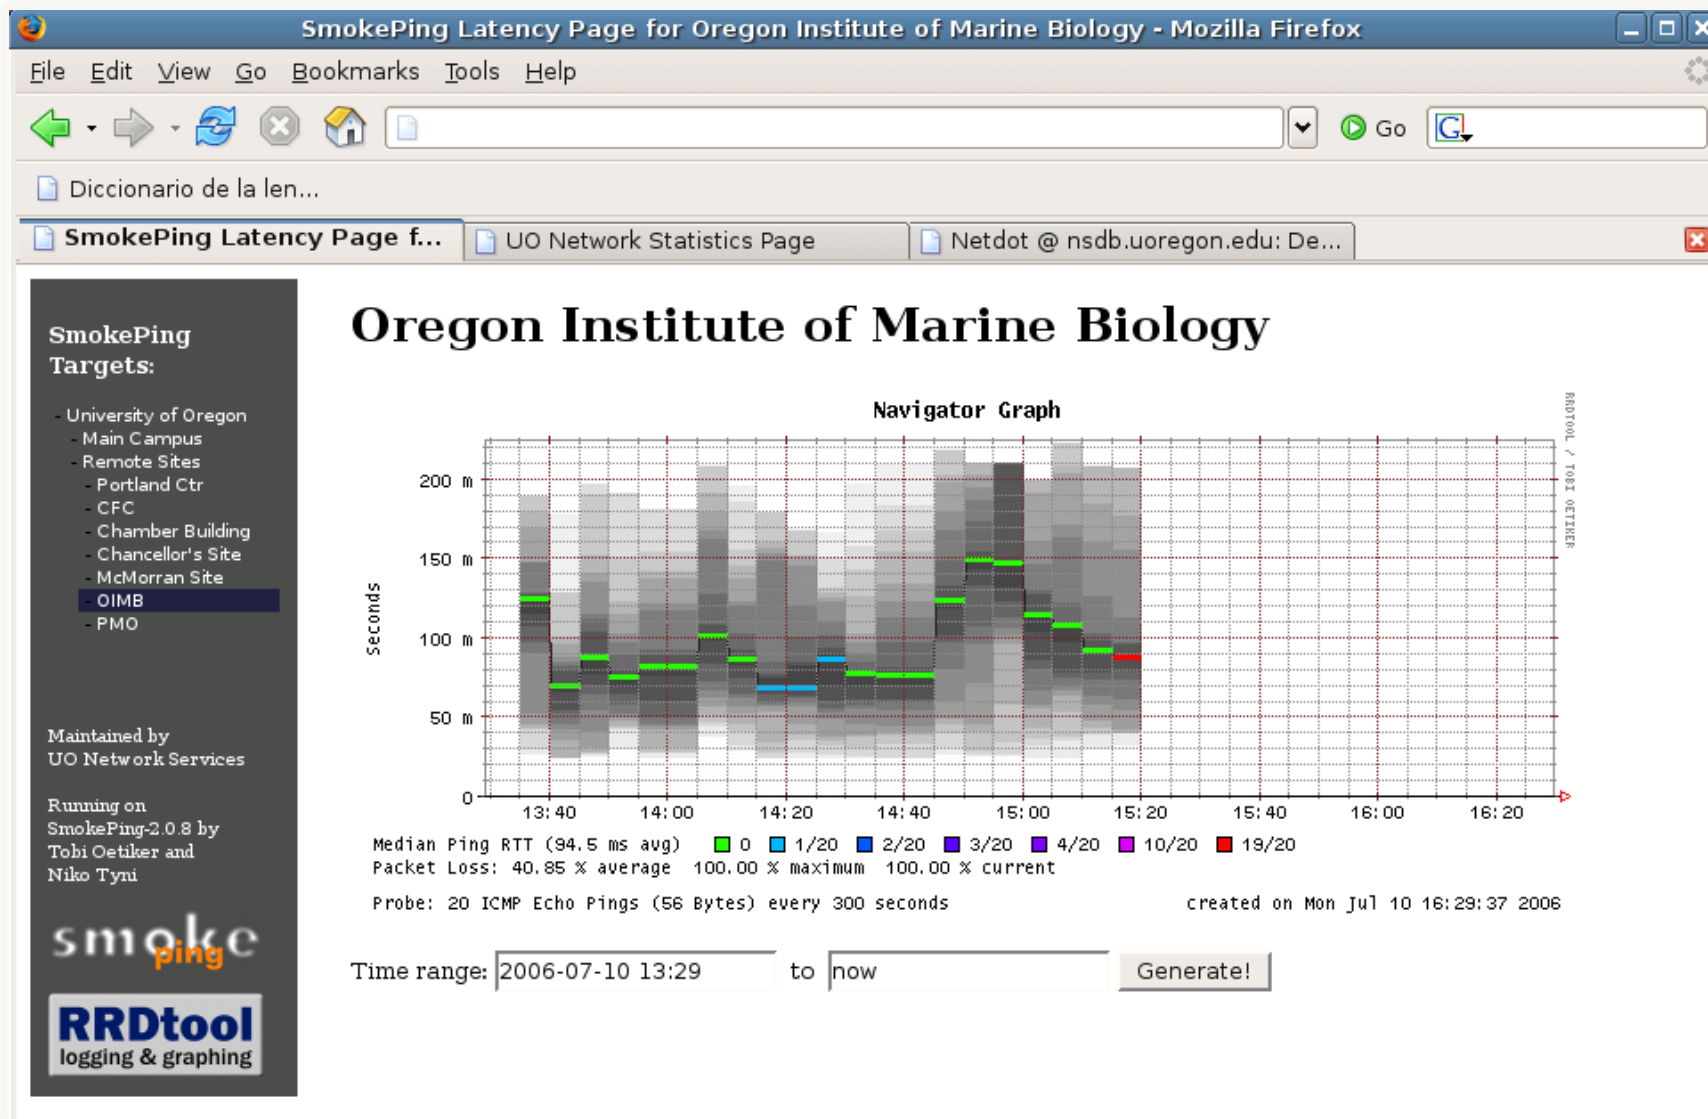 SmokePing Latency Page for Oregon Institute of Marine Biology - Mozilla Firefox
File Edit View Go Bookmarks Tools Help
Go G
Diccionario de la len...
SmokePing Latency Page f... UO Network Statistics Page Netdot @ nsdb.uoregon.edu: De...
SmokePing
Targets:
- University of Oregon
- Main Campus
- Remote Sites
- Portland Ctr
- CFC
- Chamber Building
- Chancellor's Site
- McMorran Site
- OIMB
- PMO
Maintained by
UO Network Services
Running on
SmokePing-2.0.8 by
Tobi Oetiker and
Niko Tyni
smoke
ping
RRDtool
logging & graphing
Oregon Institute of Marine Biology
Navigator Graph
RRDTOOL / TOBI OETIKER
Seconds
200 m
150 m
100 m
50 m
0
13:40 14:00 14:20 14:40 15:00 15:20 15:40 16:00 16:20
Median Ping RTT (94.5 ms avg) 0 1/20 2/20 3/20 4/20 10/20 19/20
Packet Loss: 40.85 % average 100.00 % maximum 100.00 % current
Probe: 20 ICMP Echo Pings (56 Bytes) every 300 seconds created on Mon Jul 10 16:29:37 2006
Time range: 2006-07-10 13:29 to now Generate!